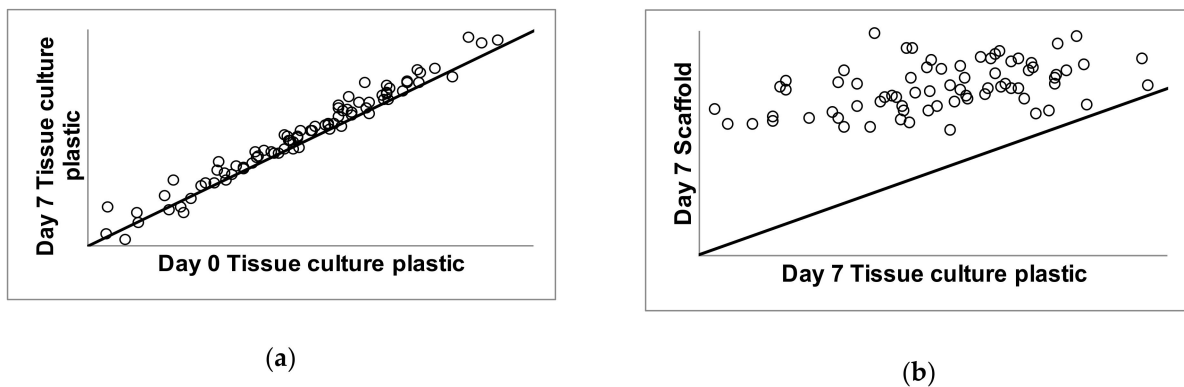 Day 7 Tissue culture
plastic
Day 0 Tissue culture plastic
(a)
Day 7 Scaffold
Day 7 Tissue culture plastic
(b)